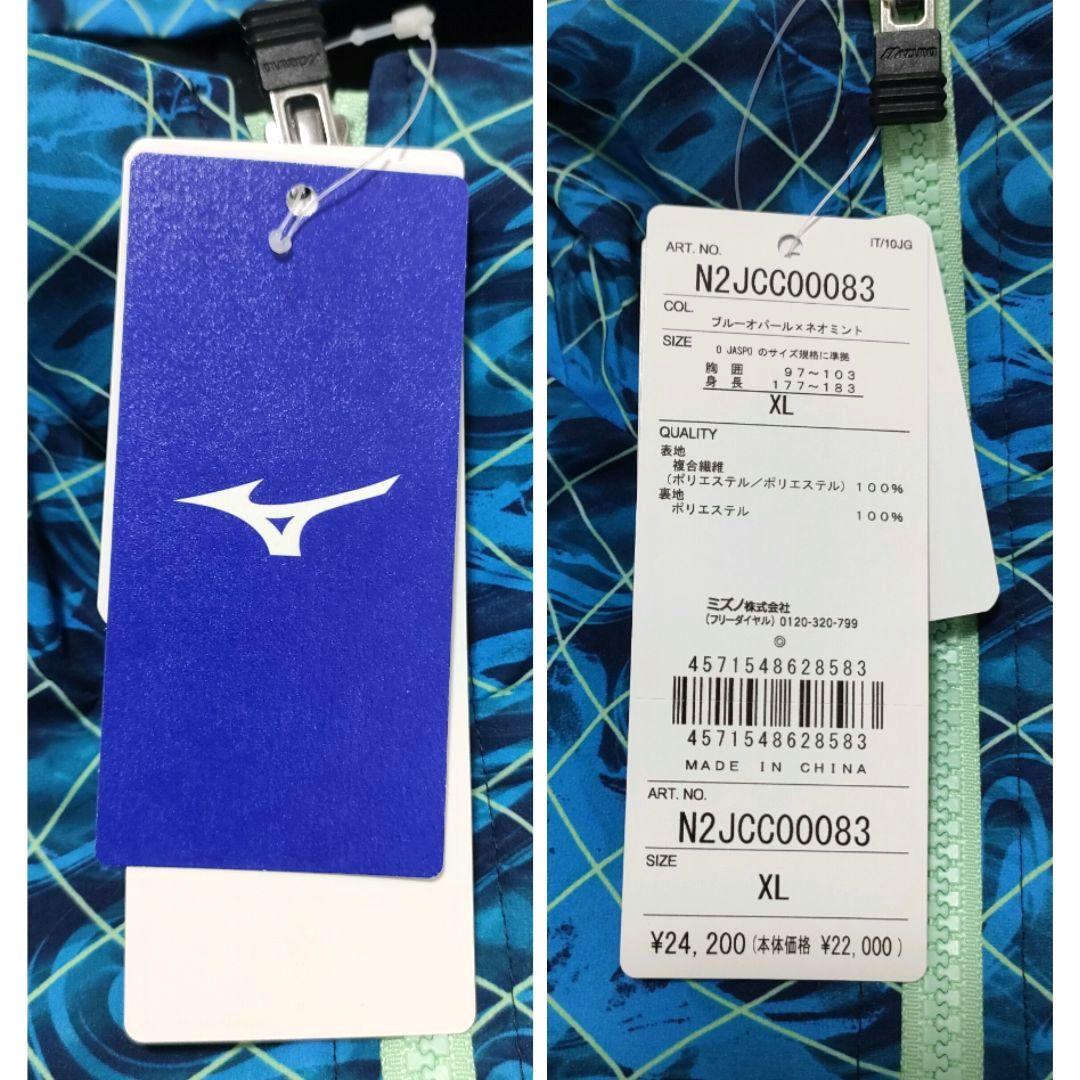 MIZUNO
MIZUNO
ART. NO.
IT/10JG
N2JCC00083
COL.
ブルーオパール×ネオミント
SIZE
O JASPO のサイズ規格に準拠
胸 囲 97～103
身 長 177～183
XL
QUALITY
表地
複合繊維
(ポリエステル/ポリエステル) 100%
裏地
ポリエステル 100%
ミズノ株式会社
(フリーダイヤル) 0120-320-799
◎
4571548628583
4571548628583
MADE IN CHINA
ART. NO.
N2JCC00083
SIZE
XL
¥24,200 (本体価格 ¥22,000)